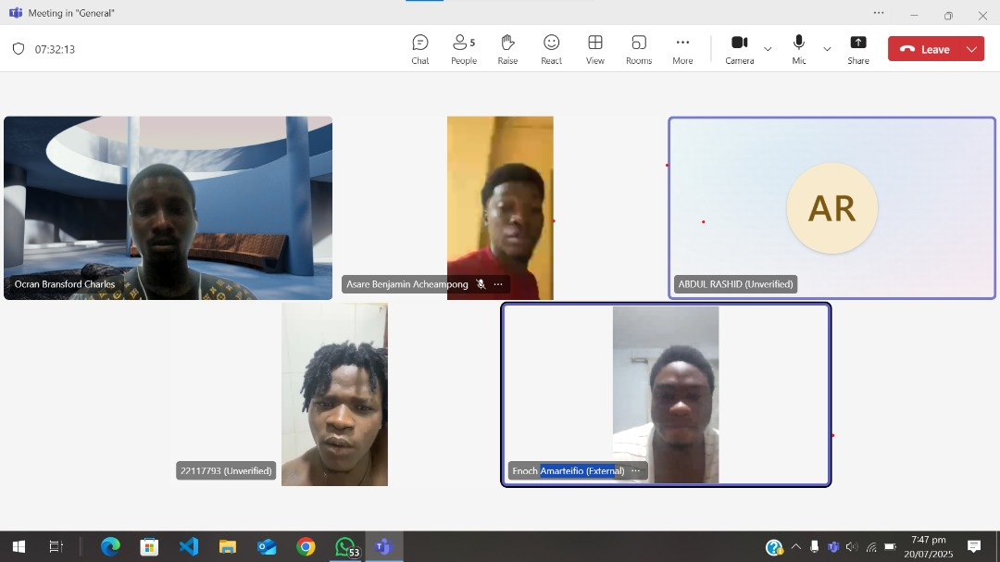 Meeting in "General"
07:32:13
Chat
People
5
Raise
React
View
Rooms
More
Camera
Mic
Share
Leave
Ocran Bransford Charles
Asare Benjamin Acheampong
AR
ABDUL RASHID (Unverified)
22117793 (Unverified)
Enoch Amarteifio (External)
53
7:47 pm
20/07/2025